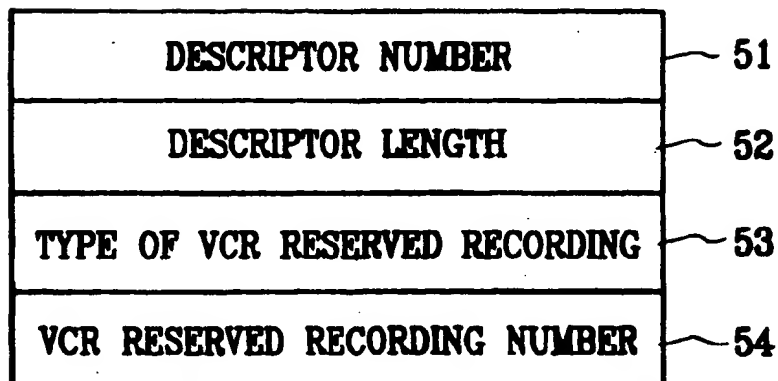 DESCRIPTOR NUMBER 51
DESCRIPTOR LENGTH 52
TYPE OF VCR RESERVED RECORDING 53
VCR RESERVED RECORDING NUMBER 54